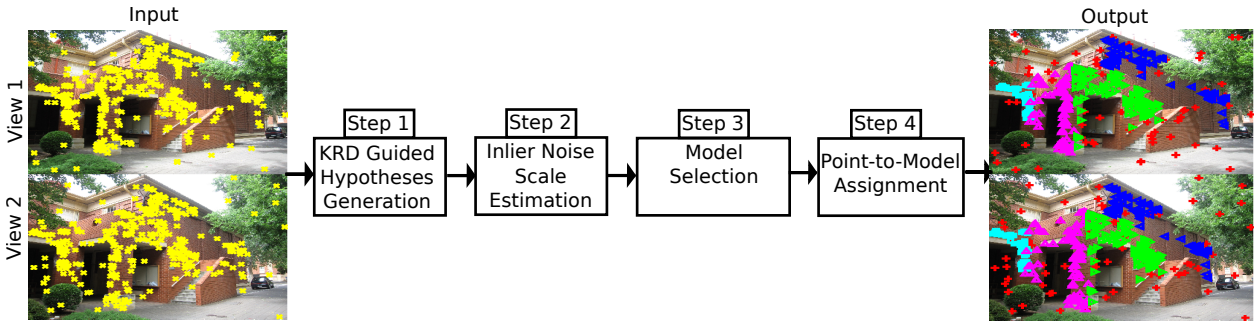 Input
View 1
View 2
Step 1
KRD Guided
Hypotheses
Generation
Step 2
Inlier Noise
Scale
Estimation
Step 3
Model
Selection
Step 4
Point-to-Model
Assignment
Output